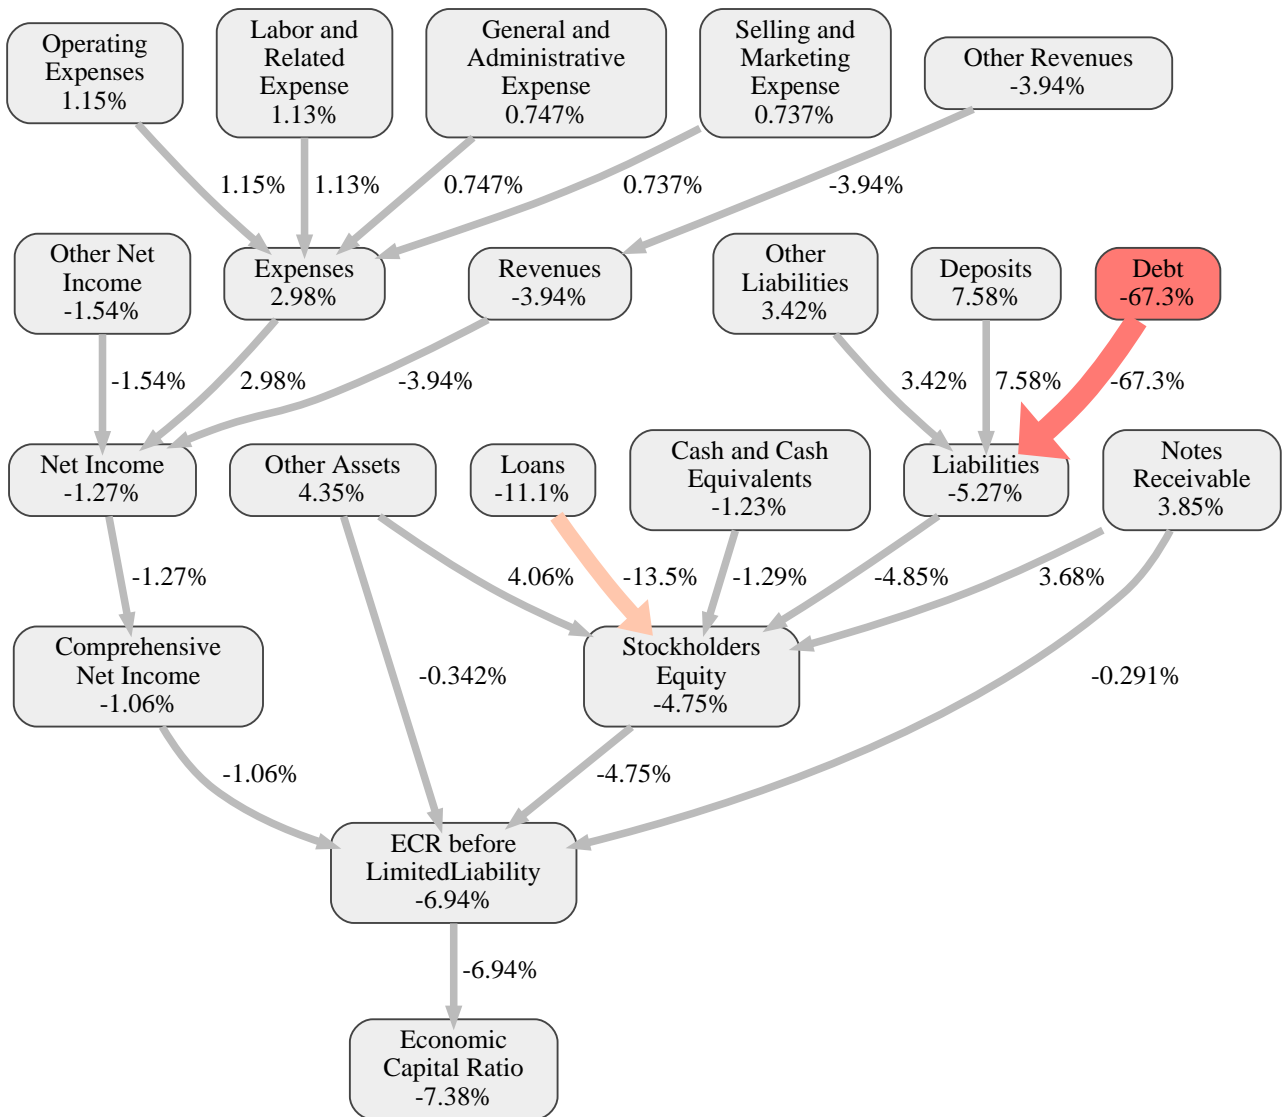 Operating
Expenses
1.15%
Labor and
Related
Expense
1.13%
General and
Administrative
Expense
0.747%
Selling and
Marketing
Expense
0.737%
Other Revenues
-3.94%
1.15%
1.13%
0.747%
0.737%
-3.94%
Other Net
Income
-1.54%
Expenses
2.98%
Revenues
-3.94%
Other
Liabilities
3.42%
Deposits
7.58%
Debt
-67.3%
-1.54%
2.98%
-3.94%
3.42%
7.58%
-67.3%
Net Income
-1.27%
Other Assets
4.35%
Loans
-11.1%
Cash and Cash
Equivalents
-1.23%
Liabilities
-5.27%
Notes
Receivable
3.85%
-1.27%
4.06%
-13.5%
-1.29%
-4.85%
3.68%
Comprehensive
Net Income
-1.06%
-0.342%
Stockholders
Equity
-4.75%
-0.291%
-1.06%
-4.75%
ECR before
LimitedLiability
-6.94%
-6.94%
Economic
Capital Ratio
-7.38%